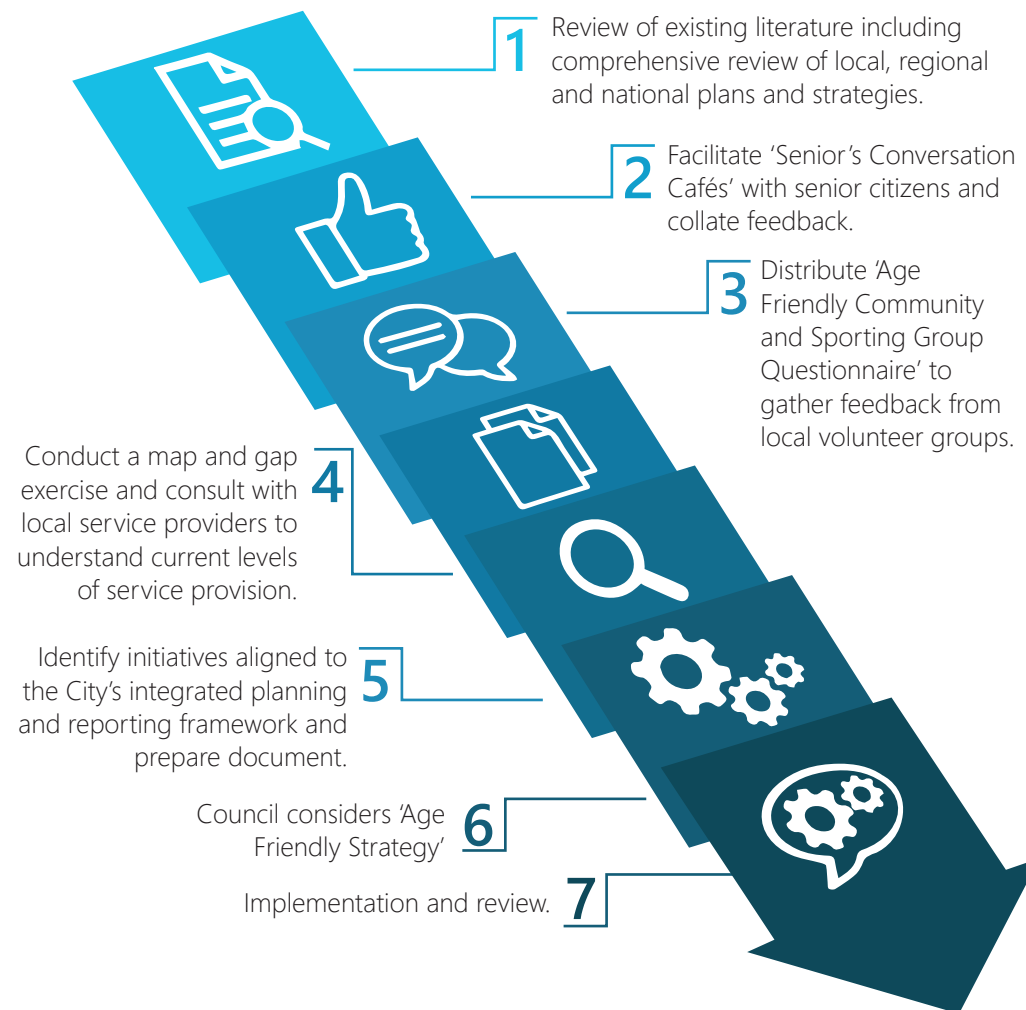 1
Review of existing literature including
comprehensive review of local, regional
and national plans and strategies.
2
Facilitate ‘Senior’s Conversation
Cafés’ with senior citizens and
collate feedback.
3
Distribute ‘Age
Friendly Community
and Sporting Group
Questionnaire’ to
gather feedback from
local volunteer groups.
4
Conduct a map and gap
exercise and consult with
local service providers to
understand current levels
of service provision.
5
Identify initiatives aligned to
the City’s integrated planning
and reporting framework and
prepare document.
6
Council considers ‘Age
Friendly Strategy’
7
Implementation and review.